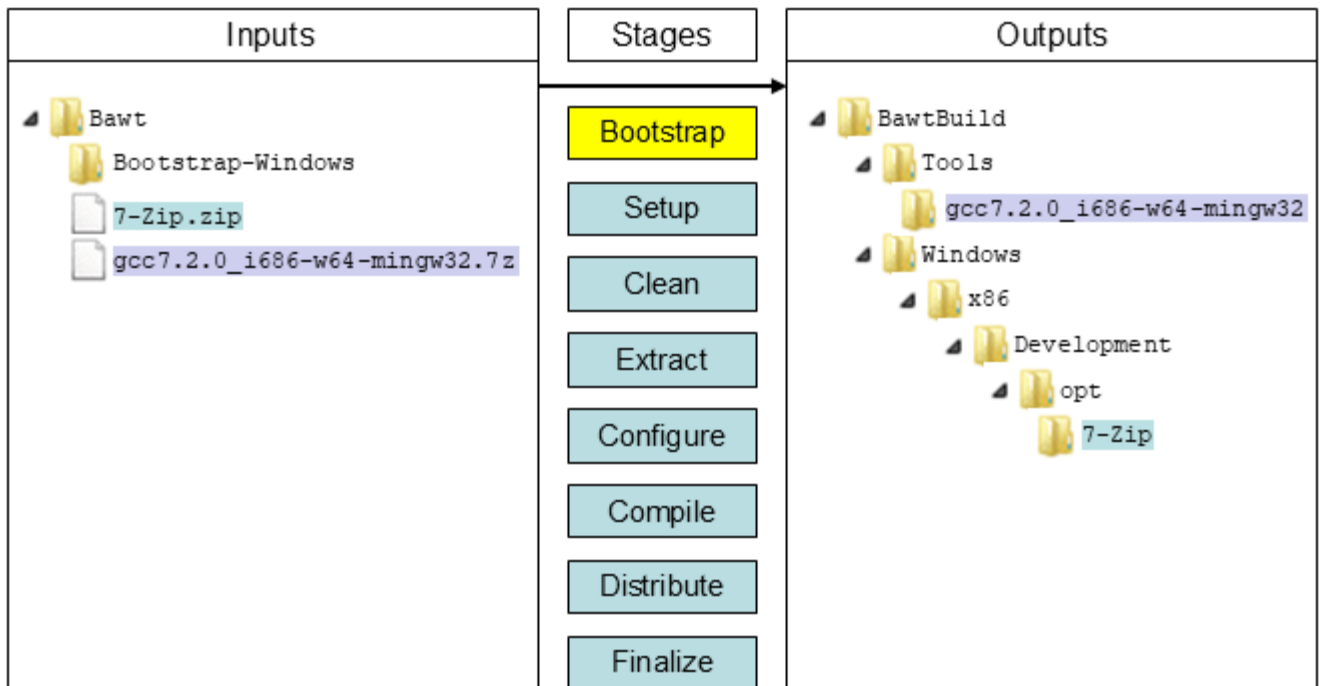 Inputs
Bawt
Bootstrap-Windows
7-Zip.zip
gcc7.2.0_i686-w64-mingw32.7z
Stages
Bootstrap
Setup
Clean
Extract
Configure
Compile
Distribute
Finalize
Outputs
BawtBuild
Tools
gcc7.2.0_i686-w64-mingw32
Windows
x86
Development
opt
7-Zip